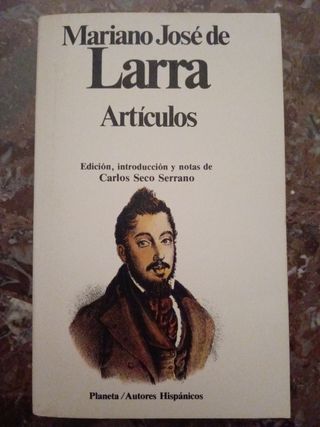 Mariano José de
Larra
Artículos
Edición, introducción y notas de
Carlos Seco Serrano
Planeta/Autores Hispánicos